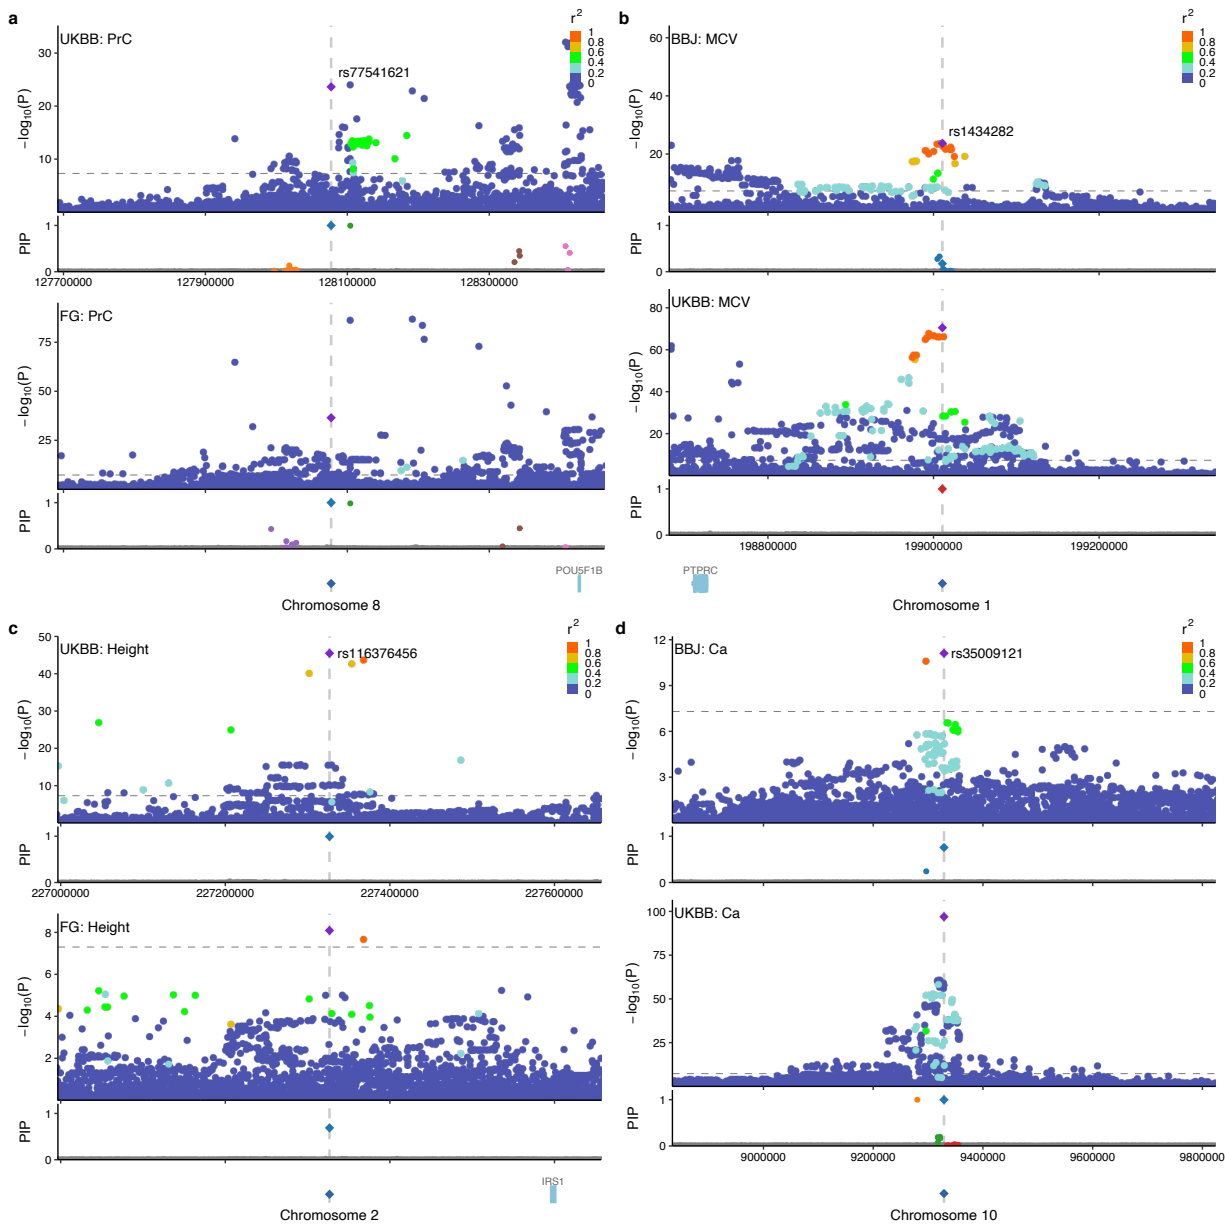 a
UKBB: PrC
rs77541621
r²
1
0.8
0.6
0.4
0.2
0
−log₁₀(P)
30
20
10
0
PIP
1
0
127700000 127900000 128100000 128300000
FG: PrC
−log₁₀(P)
75
50
25
PIP
1
0
POU5F1B
Chromosome 8
b
BBJ: MCV
rs1434282
r²
1
0.8
0.6
0.4
0.2
0
−log₁₀(P)
60
40
20
0
PIP
1
0
UKBB: MCV
−log₁₀(P)
80
60
40
20
0
PIP
1
0
198800000 199000000 199200000
PTPRC
Chromosome 1
c
UKBB: Height
rs116376456
r²
1
0.8
0.6
0.4
0.2
0
−log₁₀(P)
50
40
30
20
10
PIP
1
0
227000000 227200000 227400000 227600000
FG: Height
−log₁₀(P)
8
6
4
2
PIP
1
0
IRS1
Chromosome 2
d
BBJ: Ca
rs35009121
r²
1
0.8
0.6
0.4
0.2
0
−log₁₀(P)
12
9
6
3
PIP
1
0
UKBB: Ca
−log₁₀(P)
100
75
50
25
0
PIP
1
0
9000000 9200000 9400000 9600000 9800000
Chromosome 10